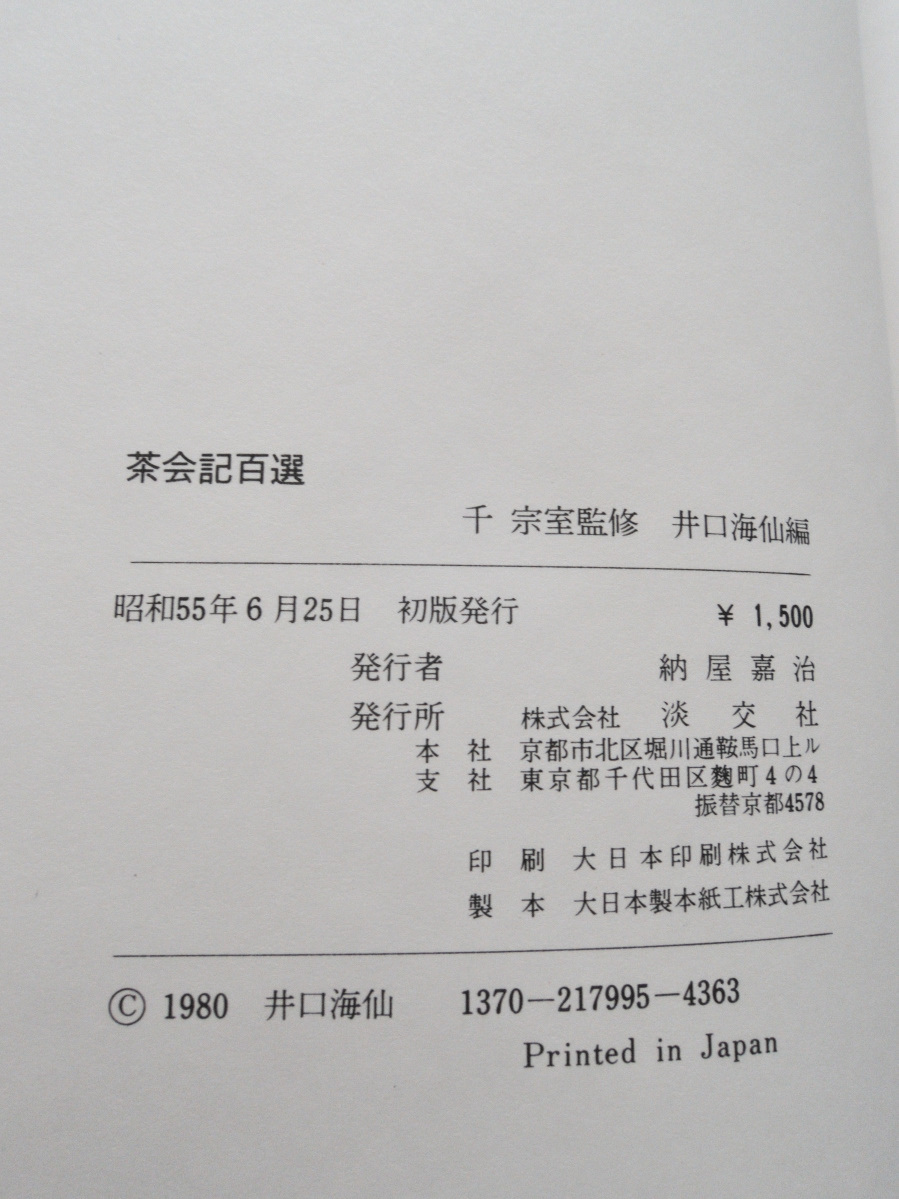 茶会記百選
千 宗室監修 井口海仙編
昭和55年6月25日 初版発行 ¥ 1,500
発行者 納屋嘉治
発行所 株式会社 淡交社
本社 京都市北区堀川通鞍馬口上ル
支社 東京都千代田区麴町4の4
振替京都4578
印刷 大日本印刷株式会社
製本 大日本製本紙工株式会社
© 1980 井口海仙 1370-217995-4363
Printed in Japan